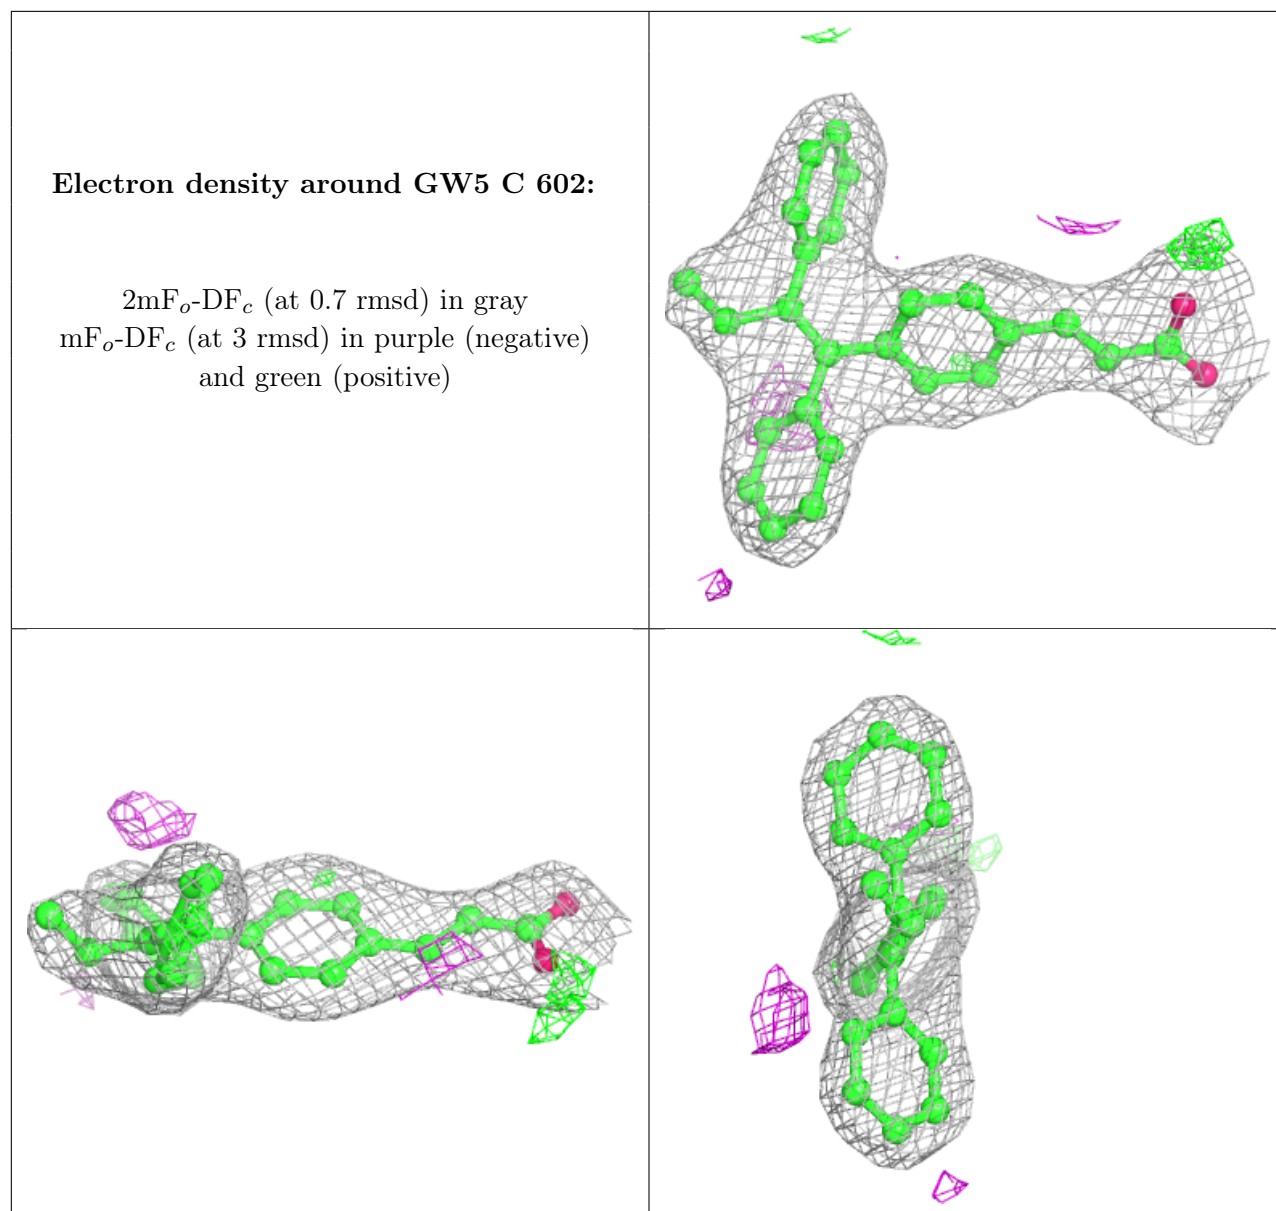 Electron density around GW5 C 602:
2mFo-DFc (at 0.7 rmsd) in gray
mFo-DFc (at 3 rmsd) in purple (negative)
and green (positive)